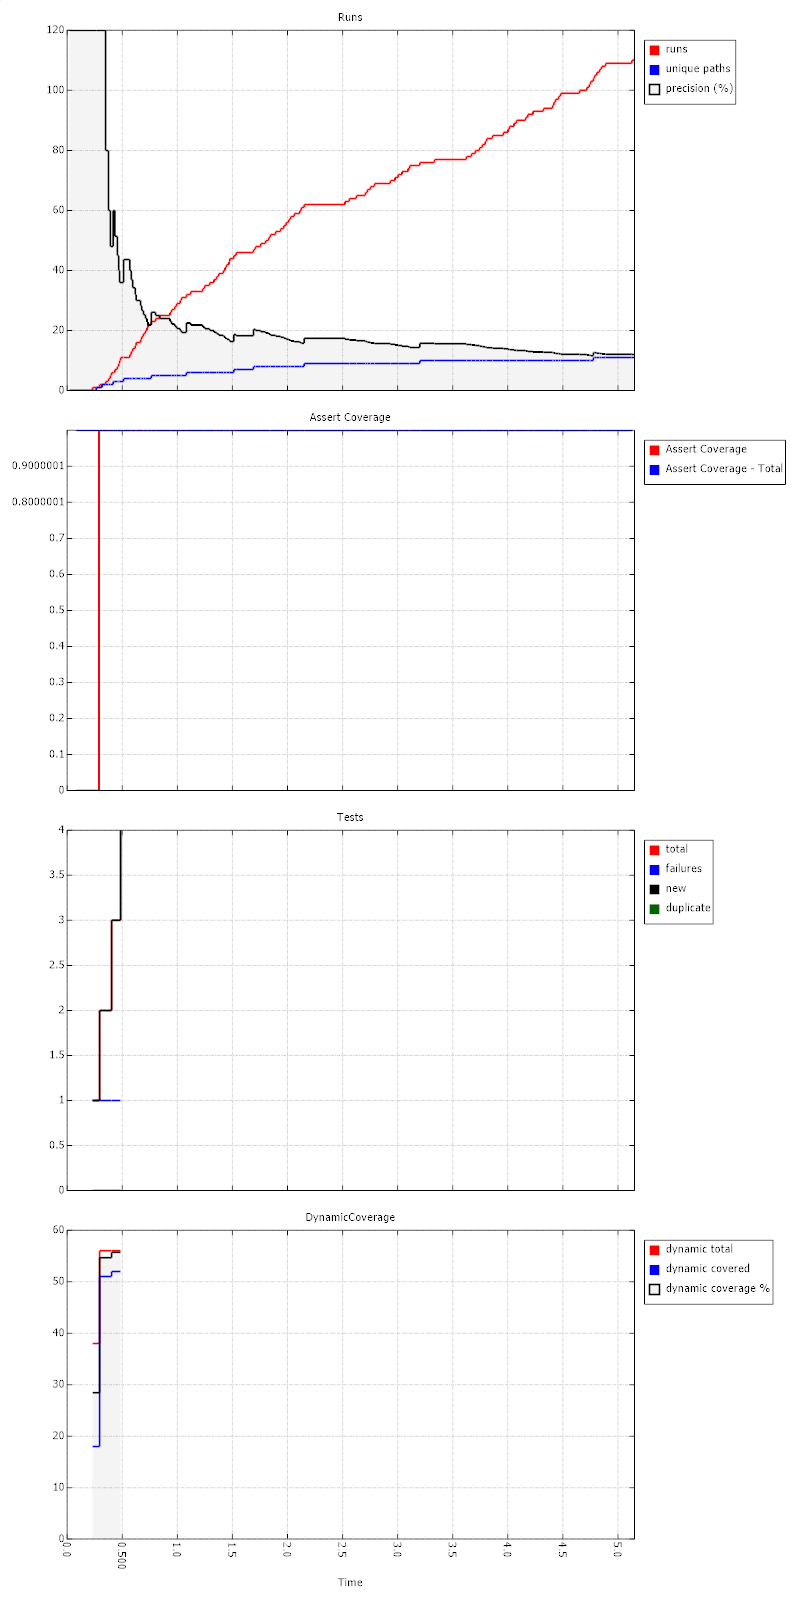 Runs
120
100
80
60
40
20
0
runs
unique paths
precision (%)
Assert Coverage
0.9000001
0.8000001
0.7
0.6
0.5
0.4
0.3
0.2
0.1
0
Assert Coverage
Assert Coverage - Total
Tests
4
3.5
3
2.5
2
1.5
1
0.5
0
total
failures
new
duplicate
DynamicCoverage
60
50
40
30
20
10
0
dynamic total
dynamic covered
dynamic coverage %
0.0 0.500 1.0 1.5 2.0 2.5 3.0 3.5 4.0 4.5 5.0
Time